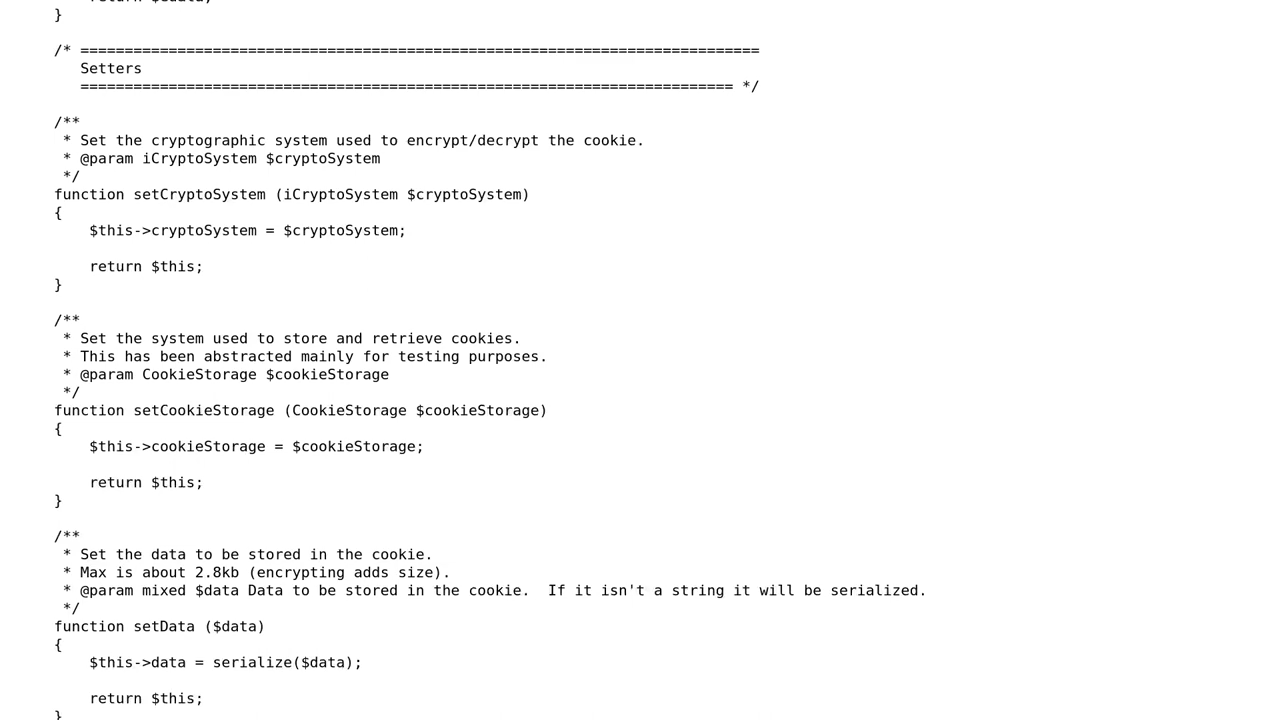 }
/* =============================================================================
Setters
========================================================================== */
/**
* Set the cryptographic system used to encrypt/decrypt the cookie.
* @param iCryptoSystem $cryptoSystem
*/
function setCryptoSystem (iCryptoSystem $cryptoSystem)
{
$this->cryptoSystem = $cryptoSystem;
return $this;
}
/**
* Set the system used to store and retrieve cookies.
* This has been abstracted mainly for testing purposes.
* @param CookieStorage $cookieStorage
*/
function setCookieStorage (CookieStorage $cookieStorage)
{
$this->cookieStorage = $cookieStorage;
return $this;
}
/**
* Set the data to be stored in the cookie.
* Max is about 2.8kb (encrypting adds size).
* @param mixed $data Data to be stored in the cookie.  If it isn't a string it will be serialized.
*/
function setData ($data)
{
$this->data = serialize($data);
return $this;
}